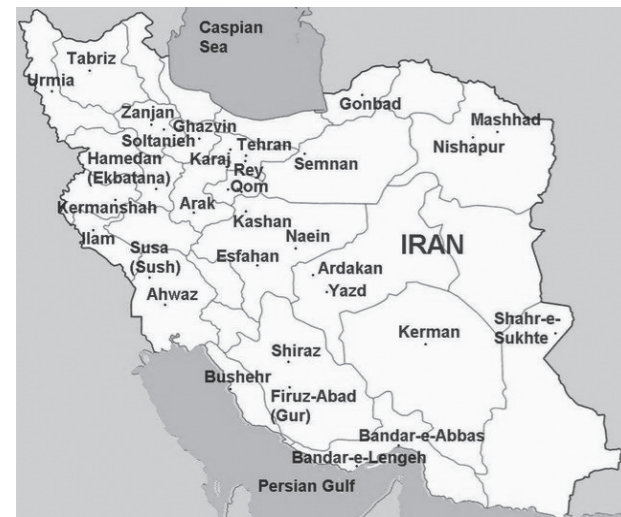 Caspian
Sea
Tabriz
Urmia
Gonbad
Zanjan
Mashhad
Ghazvin
Soltanieh
Tehran
Nishapur
Hamedan
(Ekbatana)
Karaj
Semnan
Rey
Qom
Kermanshah
Arak
Kashan
Ilam
Naein
IRAN
Susa
(Sush)
Esfahan
Ardakan
Yazd
Ahwaz
Shahr-e-
Sukhte
Kerman
Shiraz
Bushehr
Firuz-Abad
(Gur)
Bandar-e-Abbas
Bandar-e-Lengeh
Persian Gulf